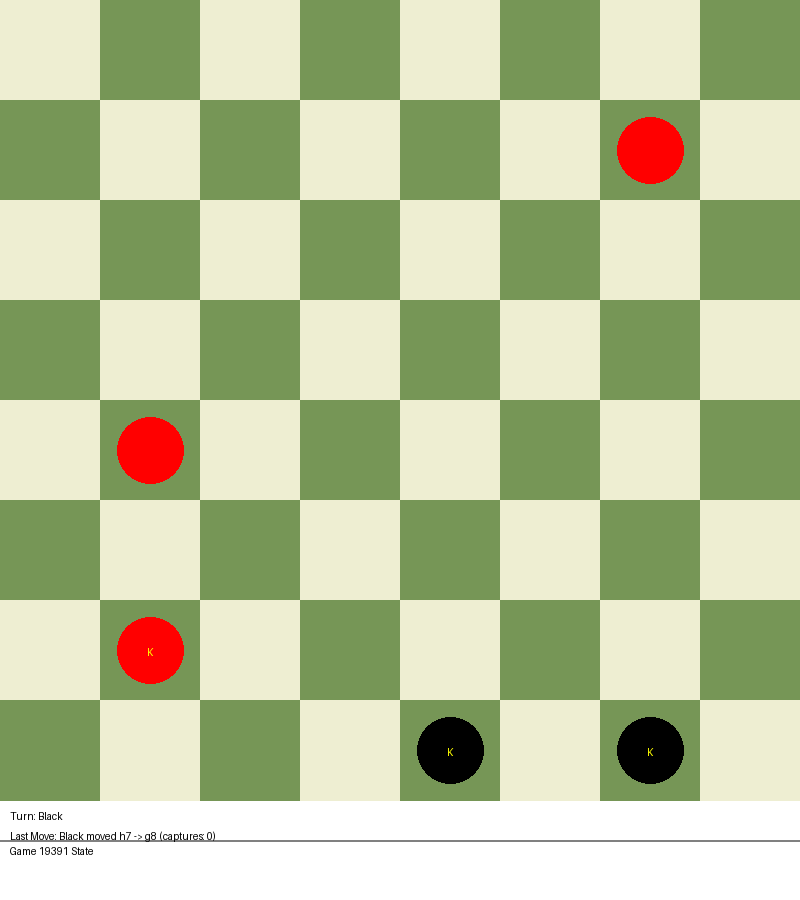 K
K
K
Turn: Black
Last Move: Black moved h7 -> g8 (captures: 0)
Game 19391 State